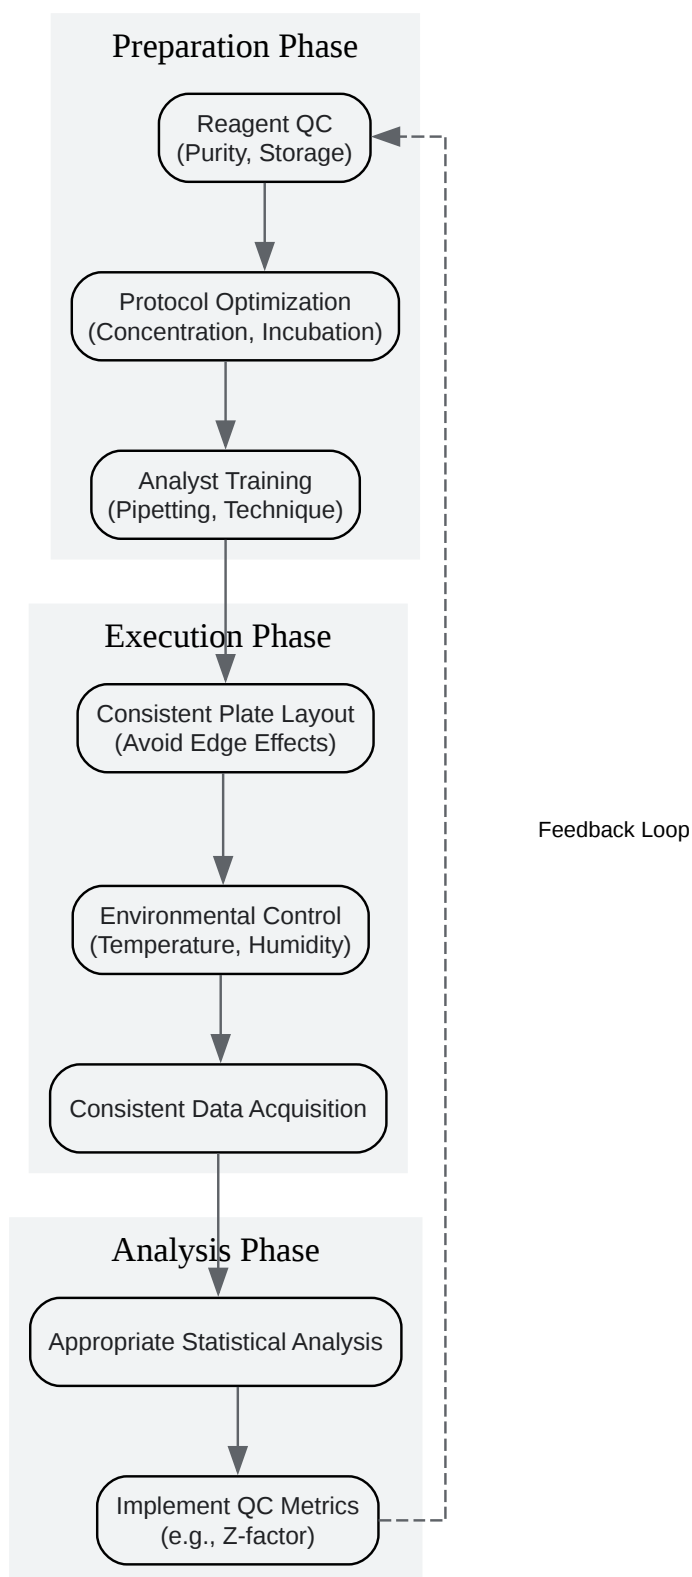 Preparation Phase
Reagent QC
(Purity, Storage)
Protocol Optimization
(Concentration, Incubation)
Analyst Training
(Pipetting, Technique)
Execution Phase
Consistent Plate Layout
(Avoid Edge Effects)
Feedback Loop
Environmental Control
(Temperature, Humidity)
Consistent Data Acquisition
Analysis Phase
Appropriate Statistical Analysis
Implement QC Metrics
(e.g., Z-factor)